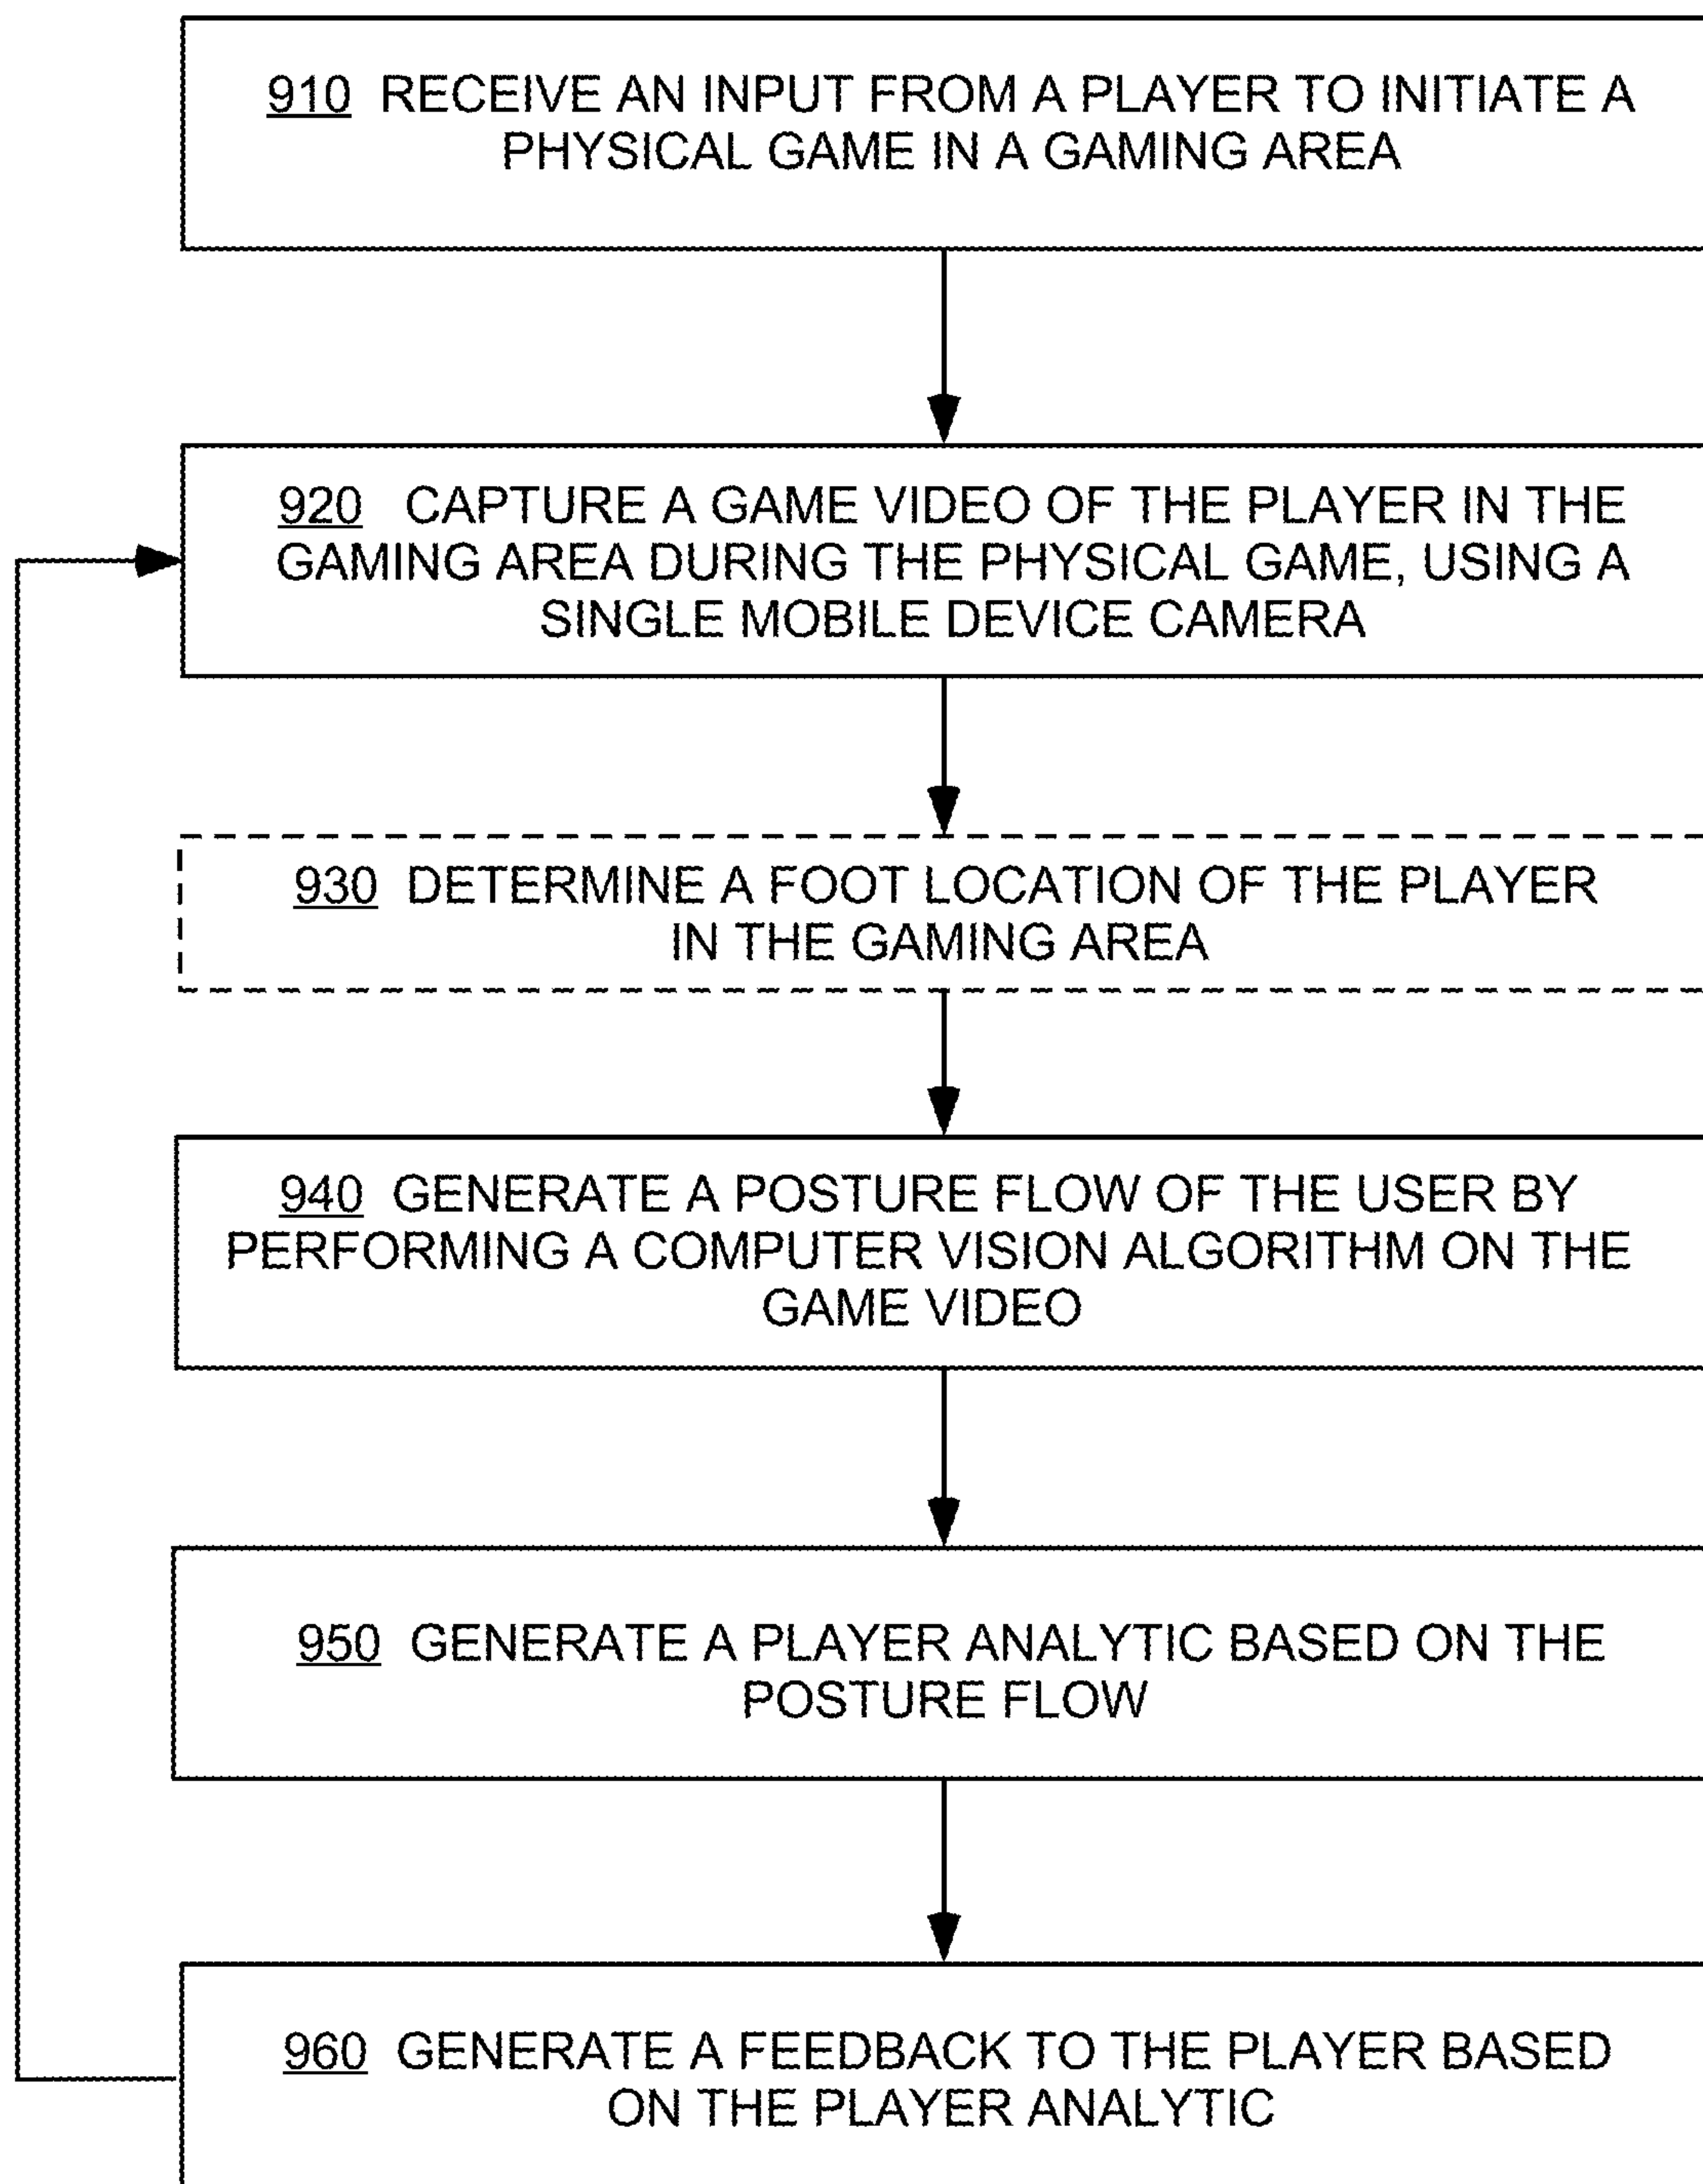 910 RECEIVE AN INPUT FROM A PLAYER TO INITIATE A
PHYSICAL GAME IN A GAMING AREA
920 CAPTURE A GAME VIDEO OF THE PLAYER IN THE
GAMING AREA DURING THE PHYSICAL GAME, USING A
SINGLE MOBILE DEVICE CAMERA
930 DETERMINE A FOOT LOCATION OF THE PLAYER
IN THE GAMING AREA
940 GENERATE A POSTURE FLOW OF THE USER BY
PERFORMING A COMPUTER VISION ALGORITHM ON THE
GAME VIDEO
950 GENERATE A PLAYER ANALYTIC BASED ON THE
POSTURE FLOW
960 GENERATE A FEEDBACK TO THE PLAYER BASED
ON THE PLAYER ANALYTIC